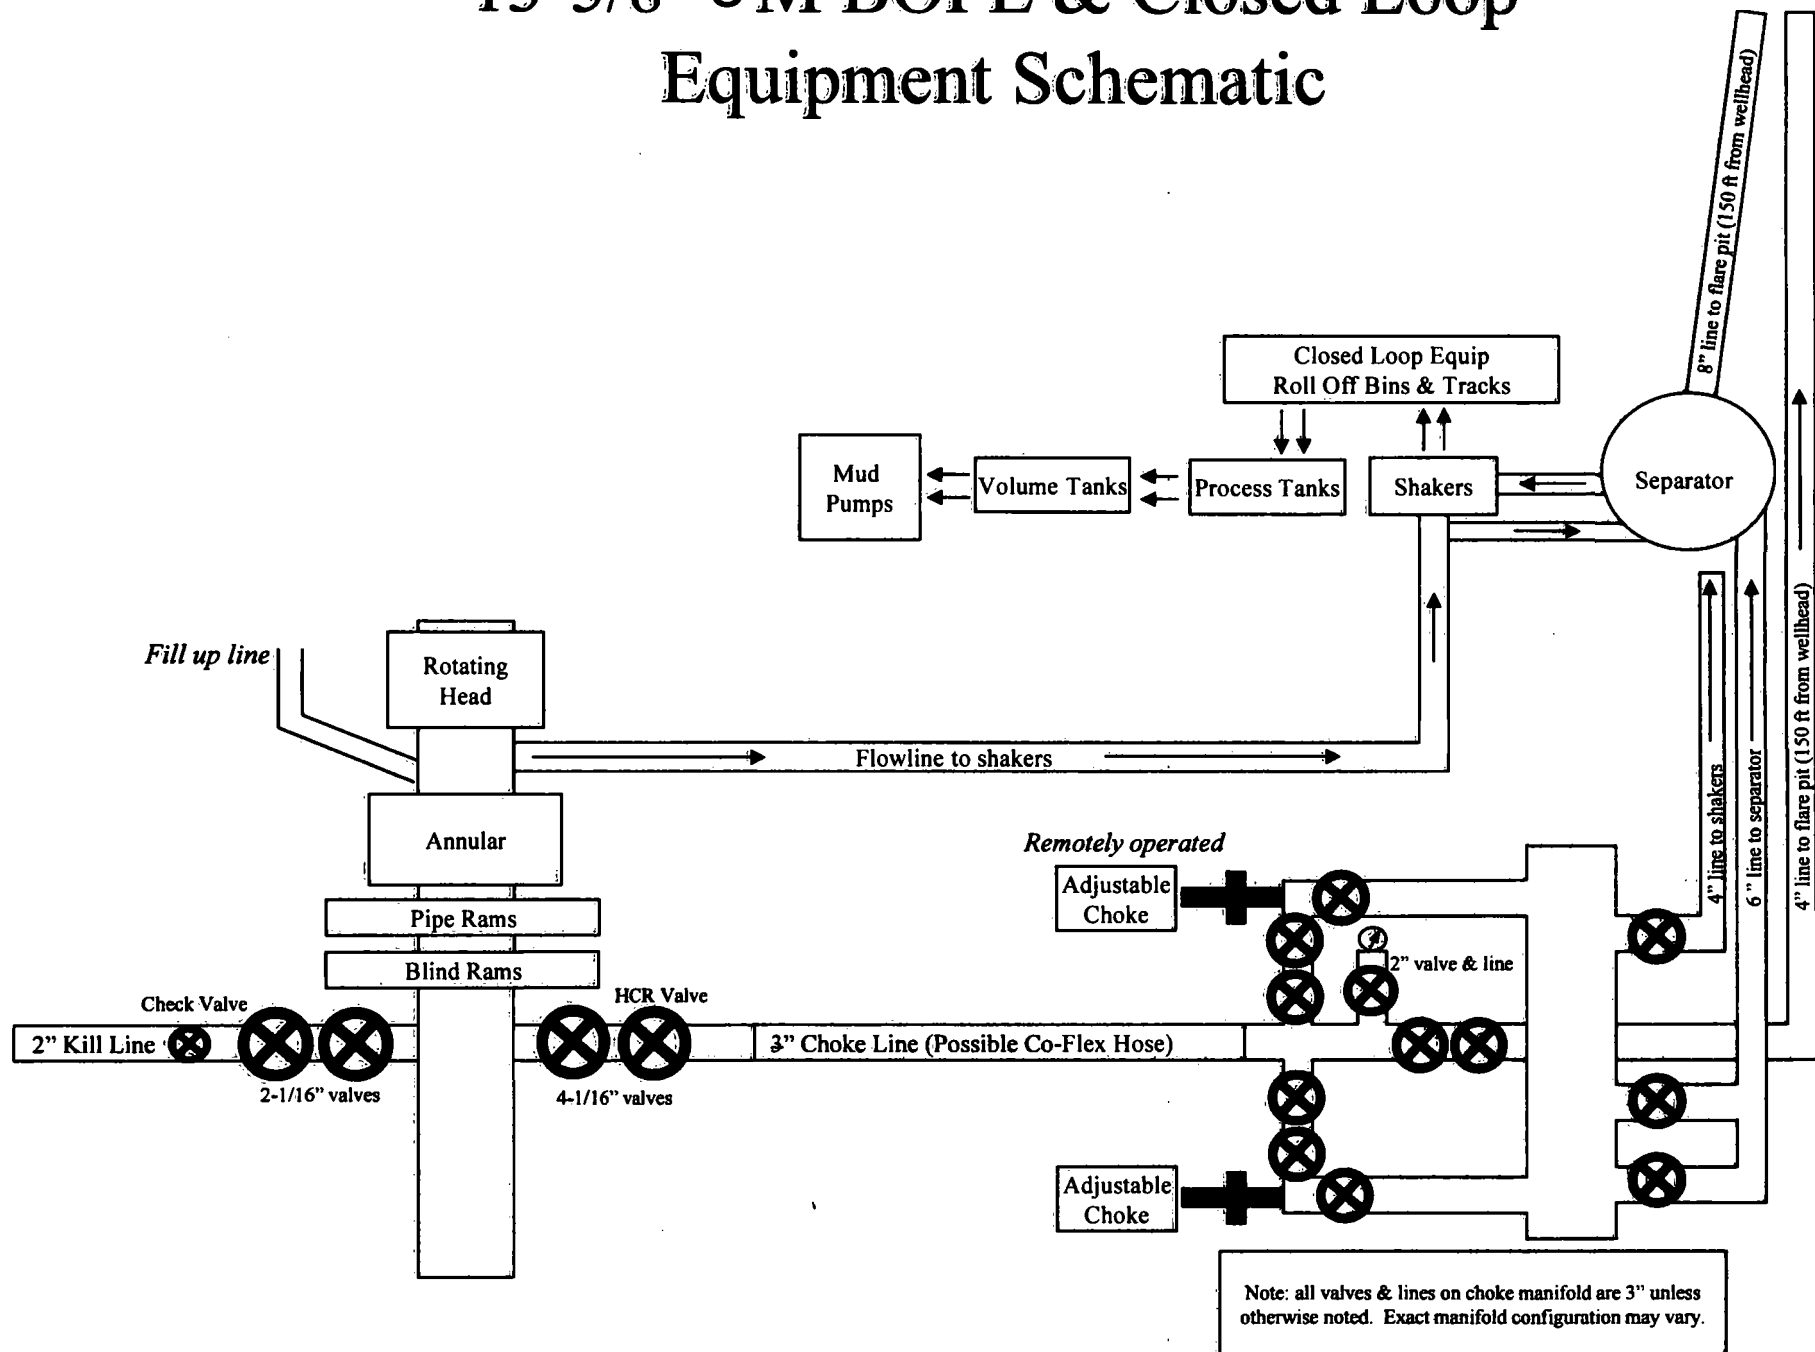 BOPE & Closed Loop
Equipment Schematic
8" line to flare pit (150 ft from wellhead)
Closed Loop Equip
Roll Off Bins & Tracks
Mud
Pumps
Volume Tanks
Process Tanks
Shakers
Separator
Fill up line
Rotating
Head
Flowline to shakers
4" line to shakers
6" line to separator
4" line to flare pit (150 ft from wellhead)
Annular
Remotely operated
Adjustable
Choke
Pipe Rams
2" valve & line
Blind Rams
Check Valve
HCR Valve
2" Kill Line
3" Choke Line (Possible Co-Flex Hose)
2-1/16" valves
4-1/16" valves
Adjustable
Choke
Note: all valves & lines on choke manifold are 3" unless
otherwise noted. Exact manifold configuration may vary.